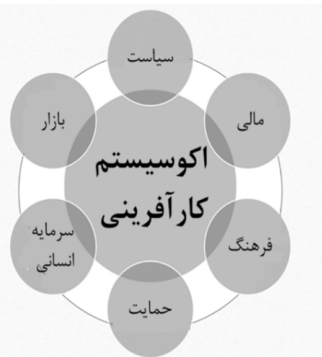 سیاست
مالی
فرهنگ
حمایت
سرمایه
انسانی
بازار
اکوسیستم
کارآفرینی